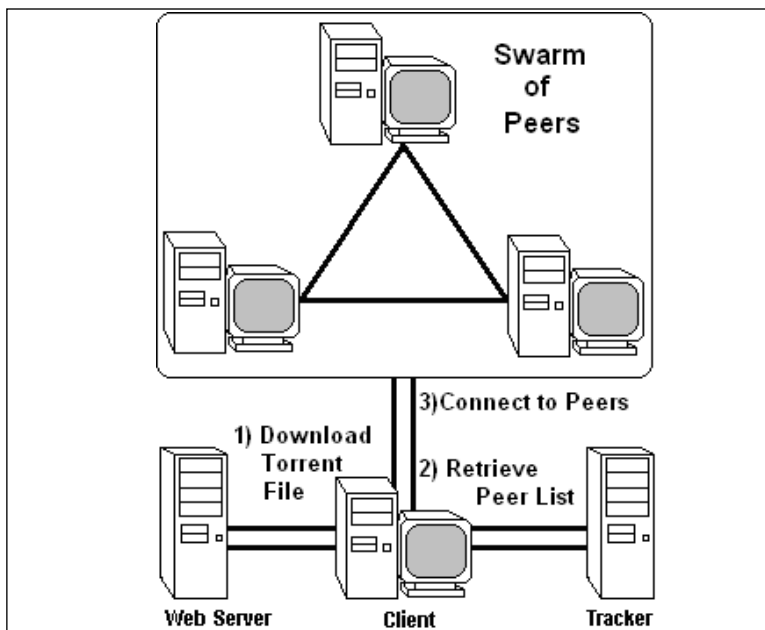 Swarm
of
Peers
3)Connect to Peers
1) Download
Torrent
File
2) Retrieve
Peer List
Web Server
Client
Tracker